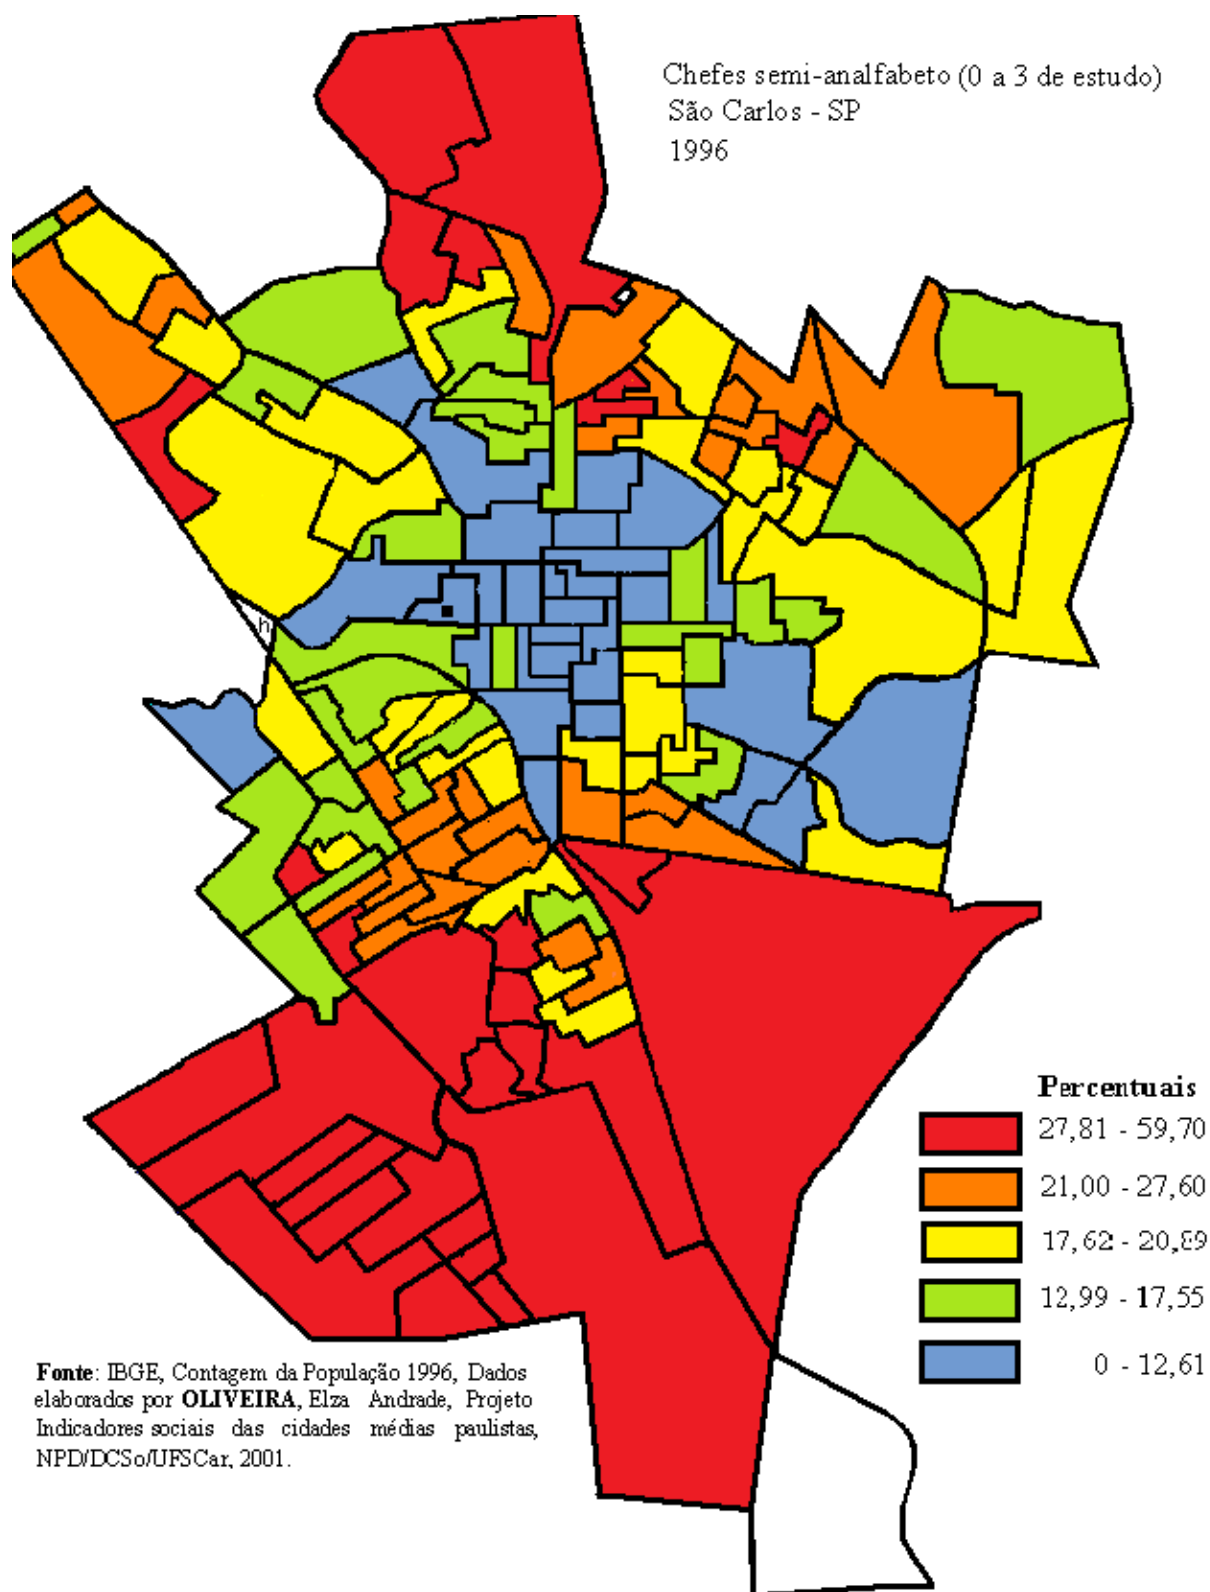 Chefes semi-analfabeto (0 a 3 de estudo)
São Carlos - SP
1996
h
Percentuais
27,81 - 59,70
21,00 - 27,60
17,62 - 20,89
12,99 - 17,55
0 - 12,61
Fonte: IBGE, Contagem da População 1996, Dados
elaborados por OLIVEIRA, Elza Andrade, Projeto
Indicadores sociais das cidades médias paulistas,
NPD/DCSo/UFSCar, 2001.